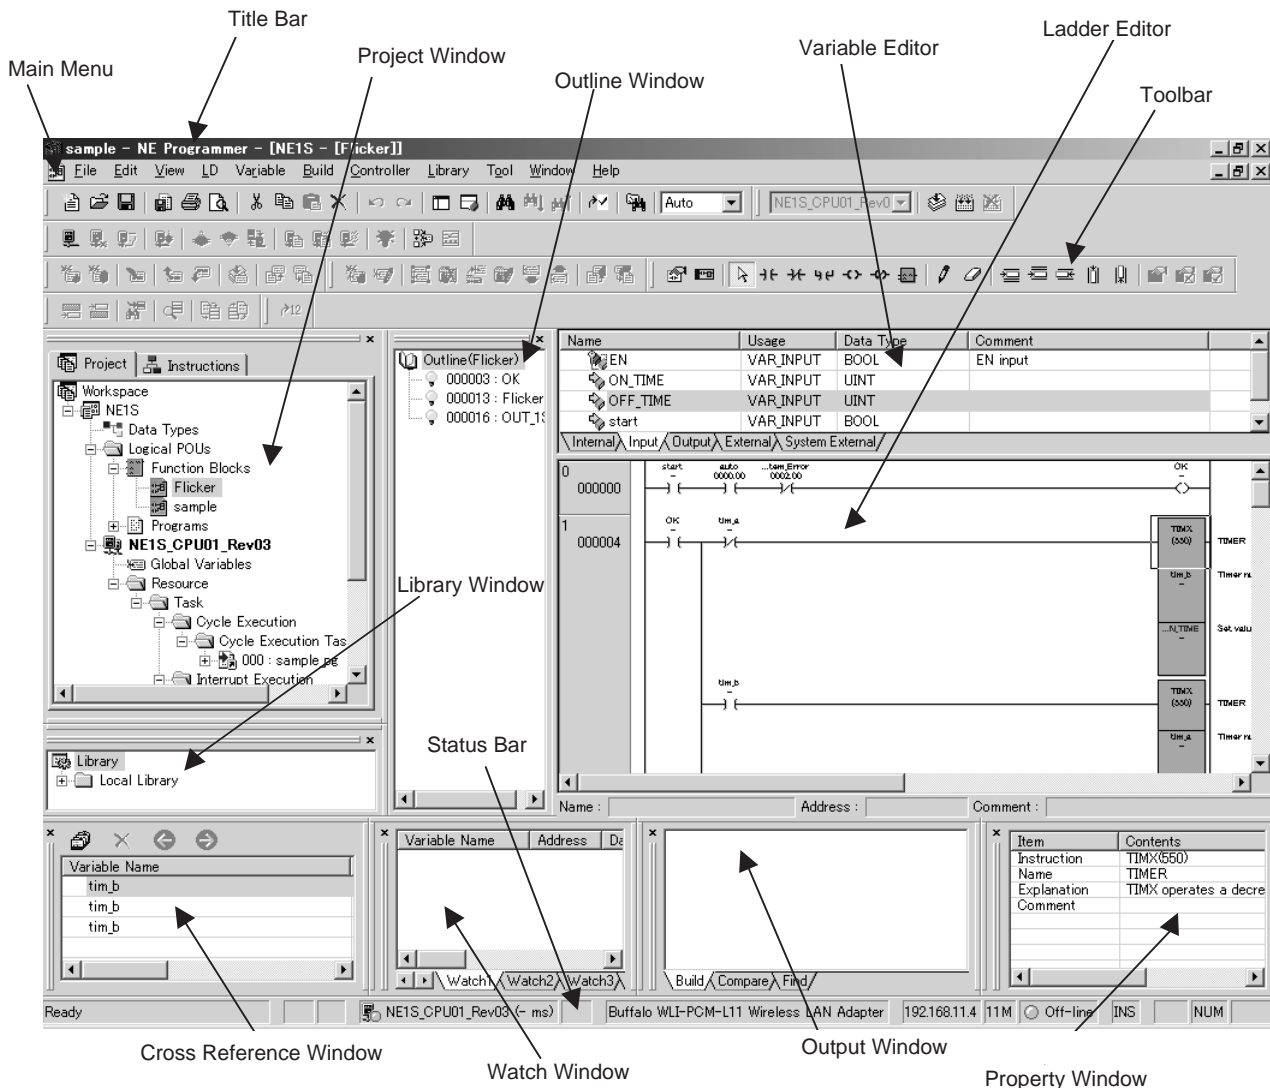 Title Bar
Ladder Editor
Variable Editor
Project Window
Main Menu
Outline Window
Toolbar
sample - NE Programmer - [NE1S - [Flicker]]
File Edit View LD Variable Build Controller Library Tool Window Help
Auto NE1S_CPU01_Rev0
12
Project Instructions
Workspace
NE1S
Data Types
Logical POUs
Function Blocks
Flicker
sample
Programs
NE1S_CPU01_Rev03
Global Variables
Resource
Task
Cycle Execution
Cycle Execution Tas
000 : sample_pg
Interrupt Execution
Outline(Flicker)
000003 : OK
000013 : Flicker
000016 : OUT_1S
Name Usage Data Type Comment
EN VAR_INPUT BOOL EN input
ON_TIME VAR_INPUT UINT
OFF_TIME VAR_INPUT UINT
start VAR_INPUT BOOL
Internal Input Output External System External
0
000000
start auto ...tem_Error OK
0000.00 0002.00
1
000004
OK tim_a
TIMX
(550) TIMER
tim_b Timer nu
...N_TIME Set valu
tim_b
TIMX
(550) TIMER
tim_a Timer nu
Library Window
Library
Local Library
Status Bar
Name : Address : Comment :
Variable Name
tim_b
tim_b
tim_b
Variable Name Address Da
Watch1 Watch2 Watch3
Build Compare Find
Item Contents
Instruction TIMX(550)
Name TIMER
Explanation TIMX operates a decre
Comment
Ready NE1S_CPU01_Rev03 (- ms) Buffalo WLI-PCM-L11 Wireless LAN Adapter 192.168.11.4 11M Off-line INS NUM
Cross Reference Window
Watch Window
Output Window
Property Window